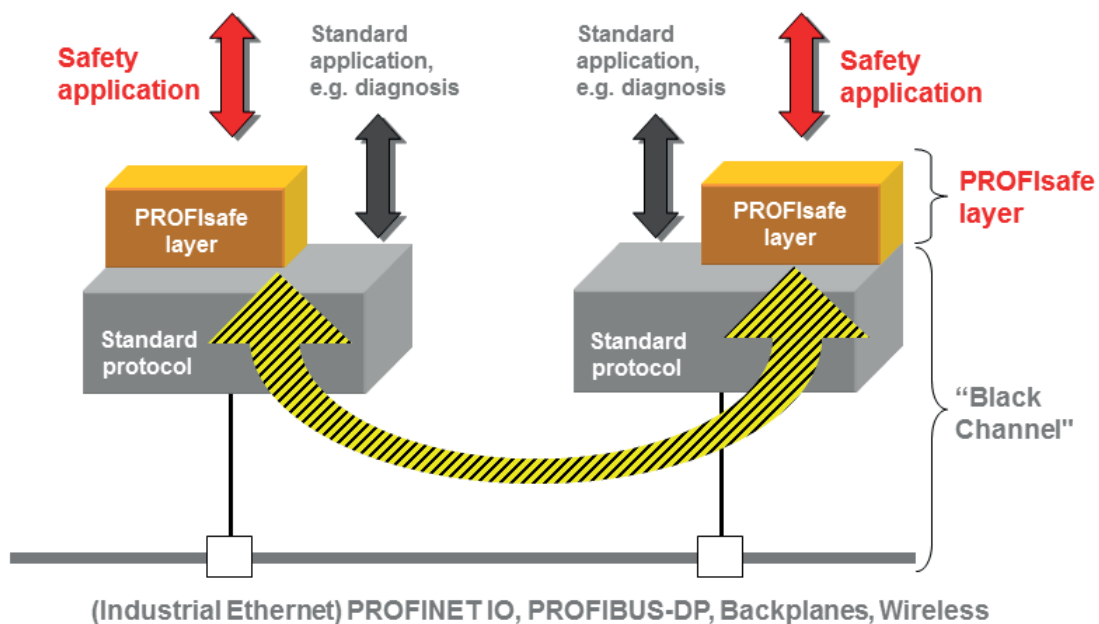 Safety
application
Standard
application,
e.g. diagnosis
Standard
application,
e.g. diagnosis
Safety
application
PROFIsafe
layer
PROFIsafe
layer
PROFIsafe
layer
Standard
protocol
Standard
protocol
“Black
Channel"
(Industrial Ethernet) PROFINET IO, PROFIBUS-DP, Backplanes, Wireless